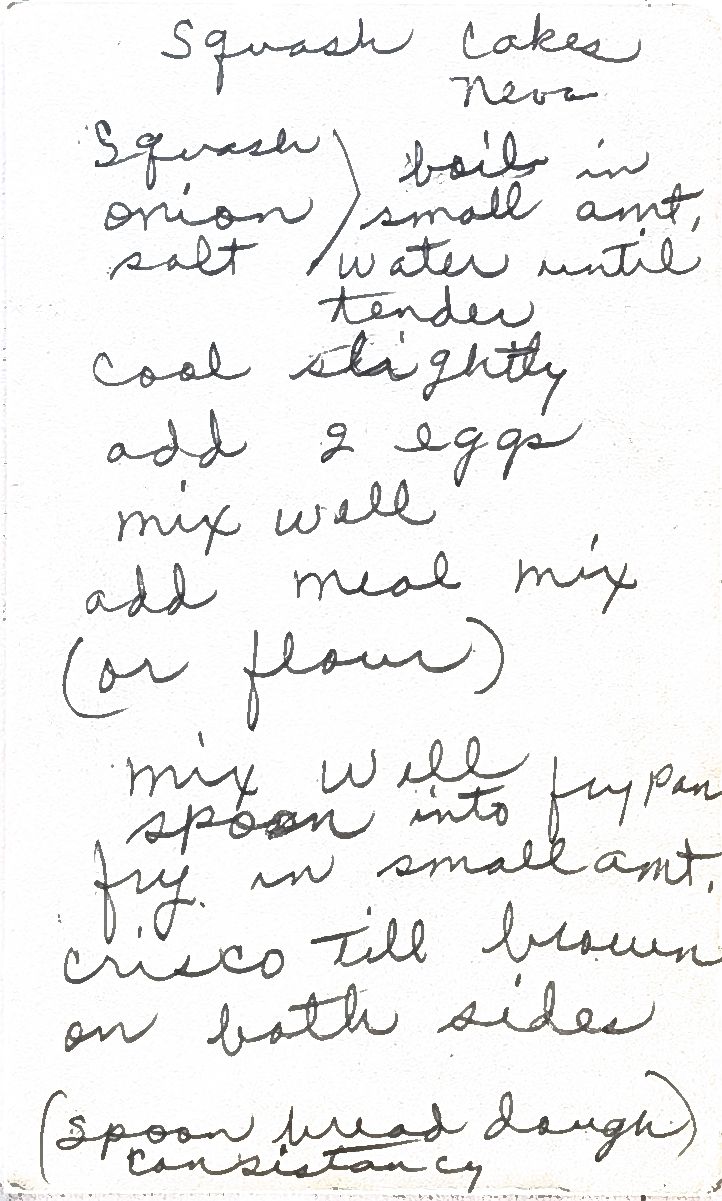 Squash Cakes
Neva
Squash ) boil in
onion ) small amt,
salt ) water until
tender
cool slightly
add 2 eggs
mix well
add meal mix
(or flour)
mix well
spoon into fry pan
fry in small amt.
crisco till brown
on both sides
(spoon bread dough)
consistancy